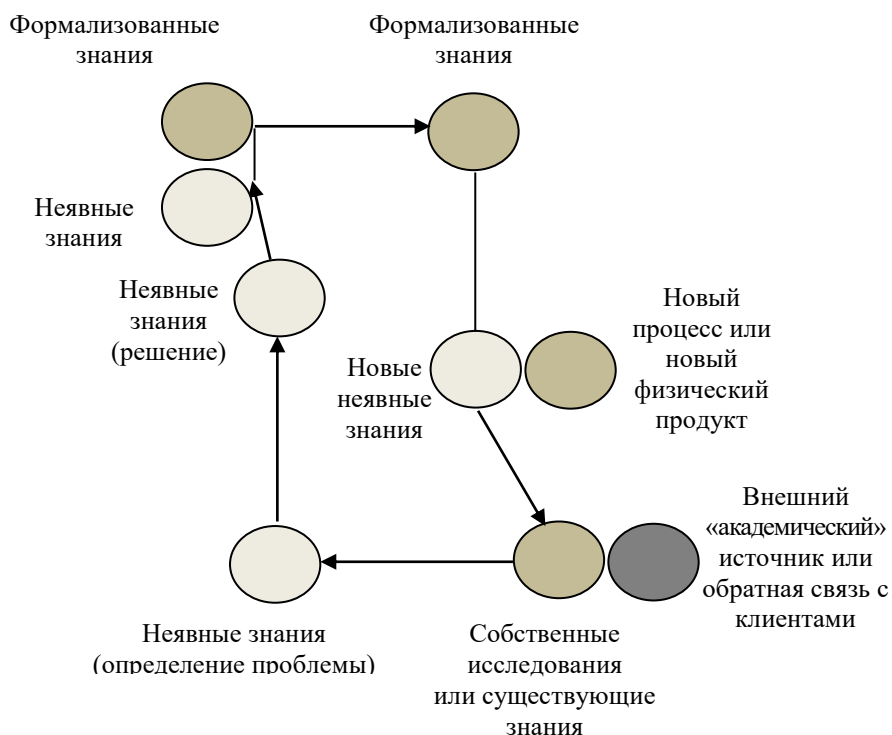 Формализованные
знания
Формализованные
знания
Неявные
знания
Неявные
знания
(решение)
Новый
процесс или
новый
физический
продукт
Новые
неявные
знания
Внешний
«академический»
источник или
обратная связь с
клиентами
Неявные знания
(определение проблемы)
Собственные
исследования
или существующие
знания